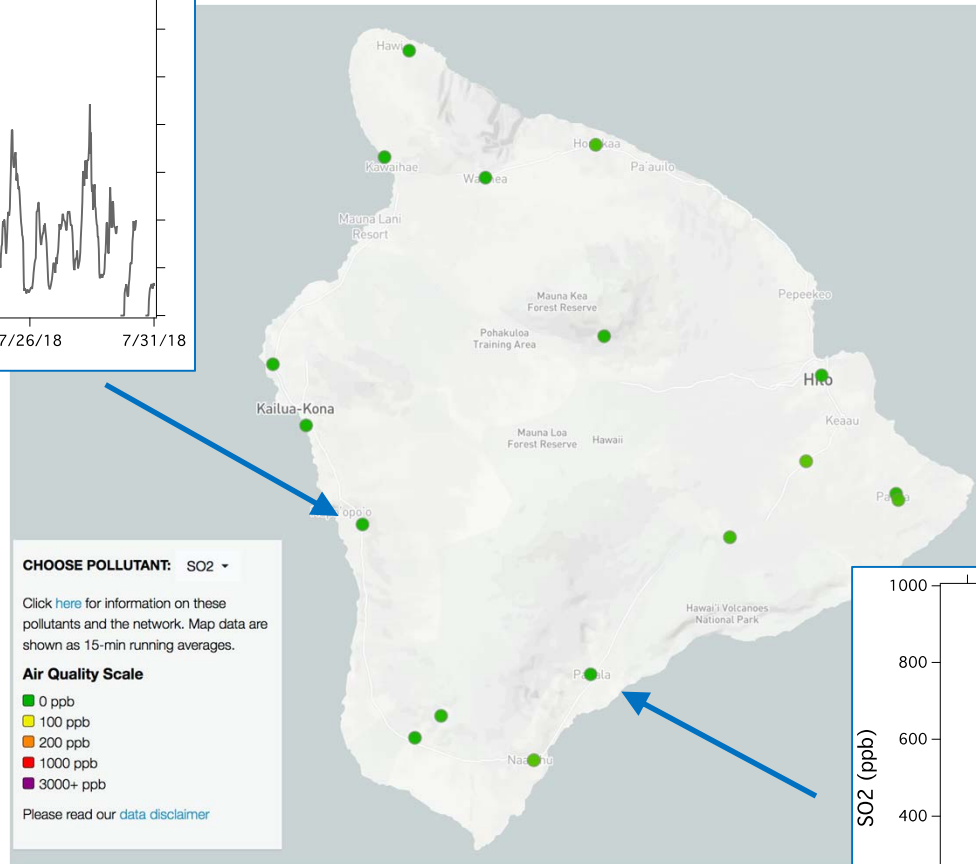 7/26/18
7/31/18
Kawaihae
Pa'auilo
Mauna Lani
Resort
Mauna Kea
Forest Reserve
Pepeekeo
Pohakuloa
Training Area
Hilo
Kailua-Kona
Keaau
Mauna Loa
Forest Reserve
Hawaii
Hawai'i Volcanoes
National Park
CHOOSE POLLUTANT: SO2
Click here for information on these
pollutants and the network. Map data are
shown as 15-min running averages.
Air Quality Scale
0 ppb
100 ppb
200 ppb
1000 ppb
3000+ ppb
Please read our data disclaimer
1000
800
600
400
SO2 (ppb)